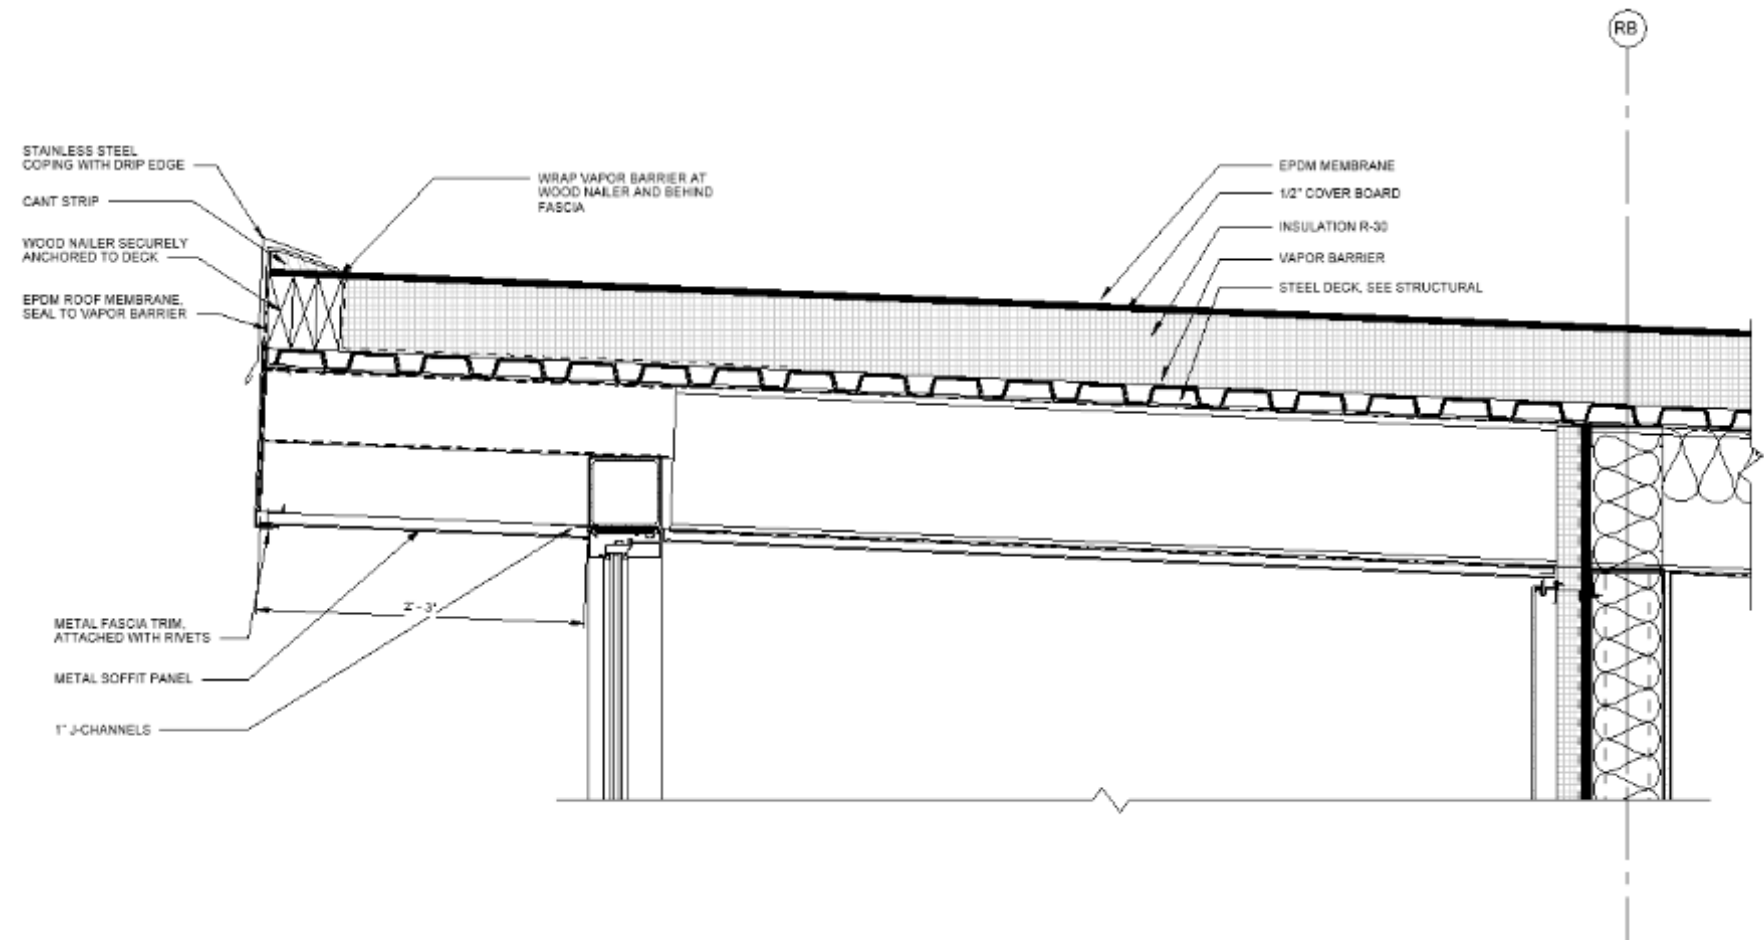 RB
STAINLESS STEEL
COPING WITH DRIP EDGE
CANT STRIP
WOOD NAILER SECURELY
ANCHORED TO DECK
EPDM ROOF MEMBRANE,
SEAL TO VAPOR BARRIER
WRAP VAPOR BARRIER AT
WOOD NAILER AND BEHIND
FASCIA
EPDM MEMBRANE
1/2" COVER BOARD
INSULATION R-30
VAPOR BARRIER
STEEL DECK, SEE STRUCTURAL
2' - 3"
METAL FASCIA TRIM,
ATTACHED WITH RIVETS
METAL SOFFIT PANEL
1" J-CHANNELS